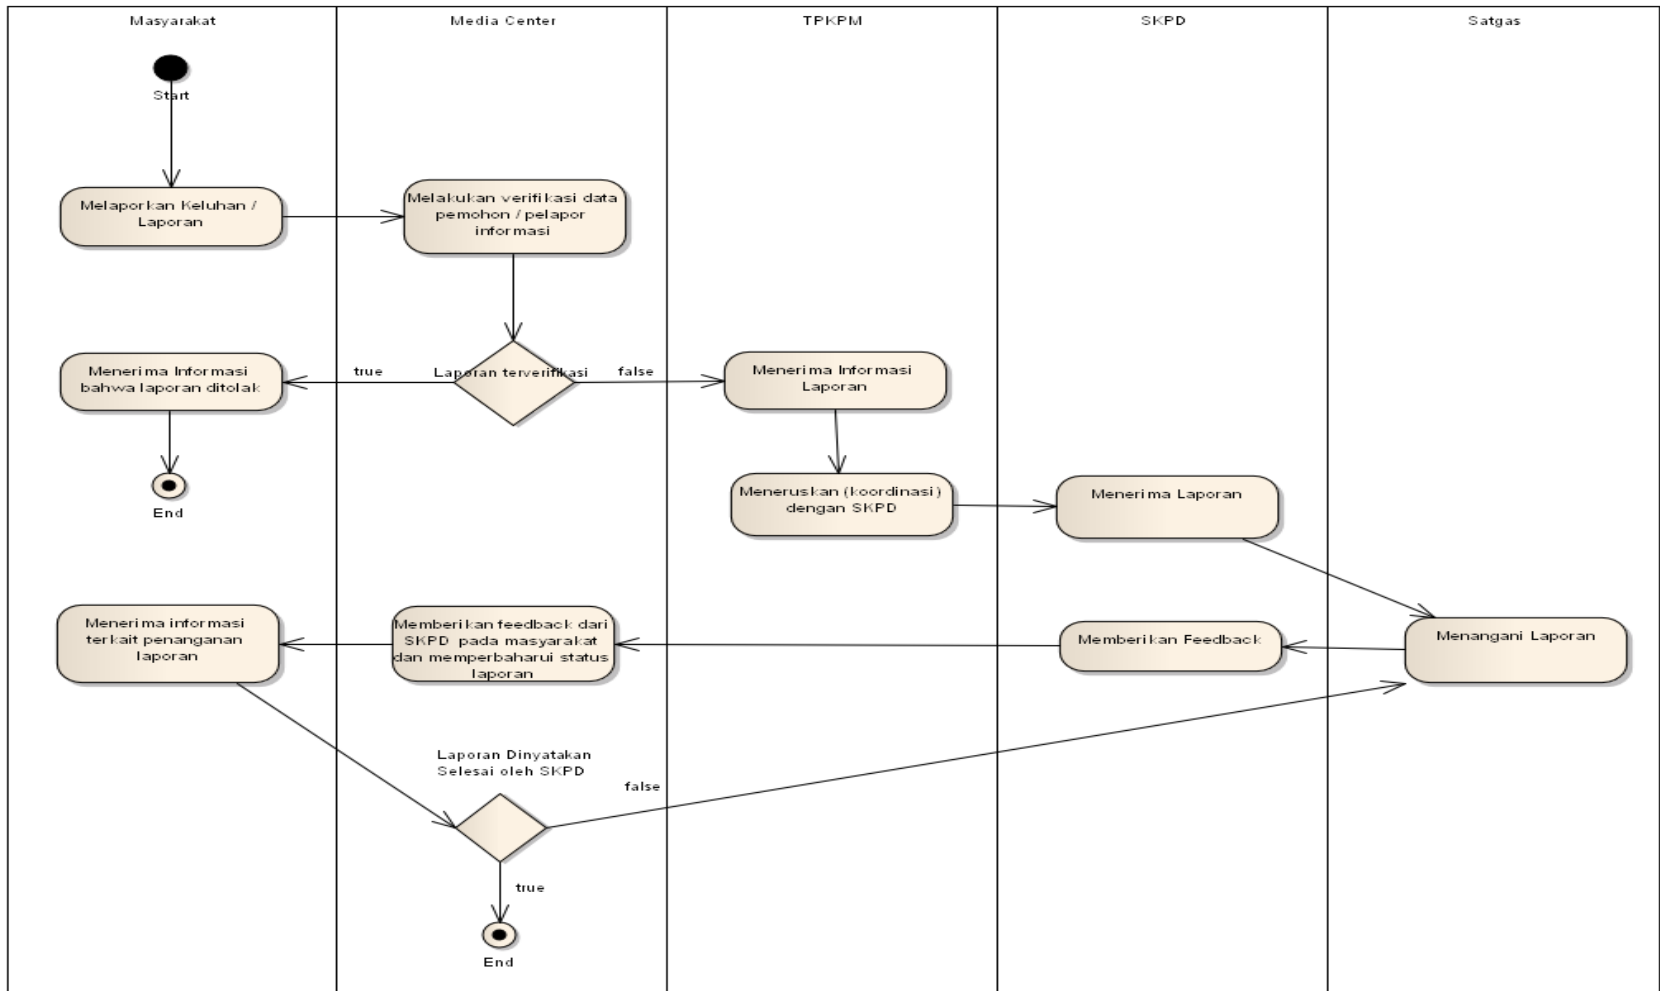 Masyarakat
Media Center
TPKPM
SKPD
Satgas
Start
Melaporkan Keluhan /
Laporan
Melakukan verifikasi data
pemohon / pelapor
informasi
Menerima Informasi
bahwa laporan ditolak
true
Laporan terverifikasi
false
Menerima Informasi
Laporan
End
Meneruskan (koordinasi)
dengan SKPD
Menerima Laporan
Menerima informasi
terkait penanganan
laporan
Memberikan feedback dari
SKPD pada masyarakat
dan memperbaharui status
laporan
Memberikan Feedback
Menangani Laporan
Laporan Dinyatakan
Selesai oleh SKPD
false
true
End